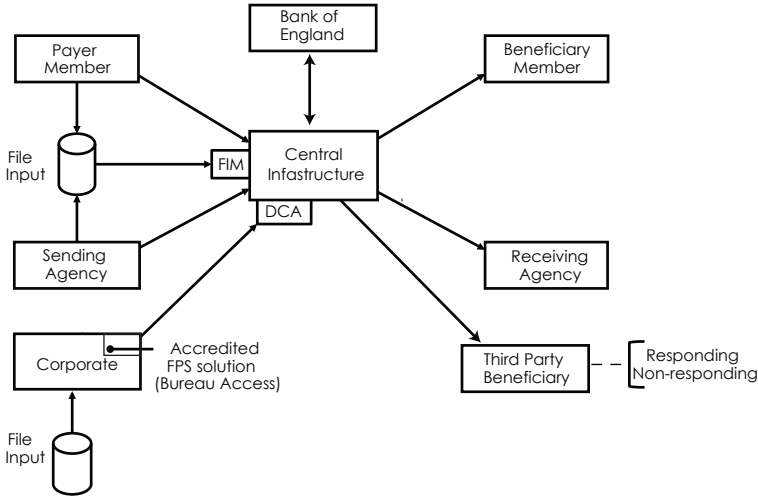 Bank of
England
Payer
Member
Beneficiary
Member
File
Input
FIM
Central
Infastructure
DCA
Sending
Agency
Receiving
Agency
Corporate
Accredited
FPS solution
(Bureau Access)
Third Party
Beneficiary
Responding
Non-responding
File
Input